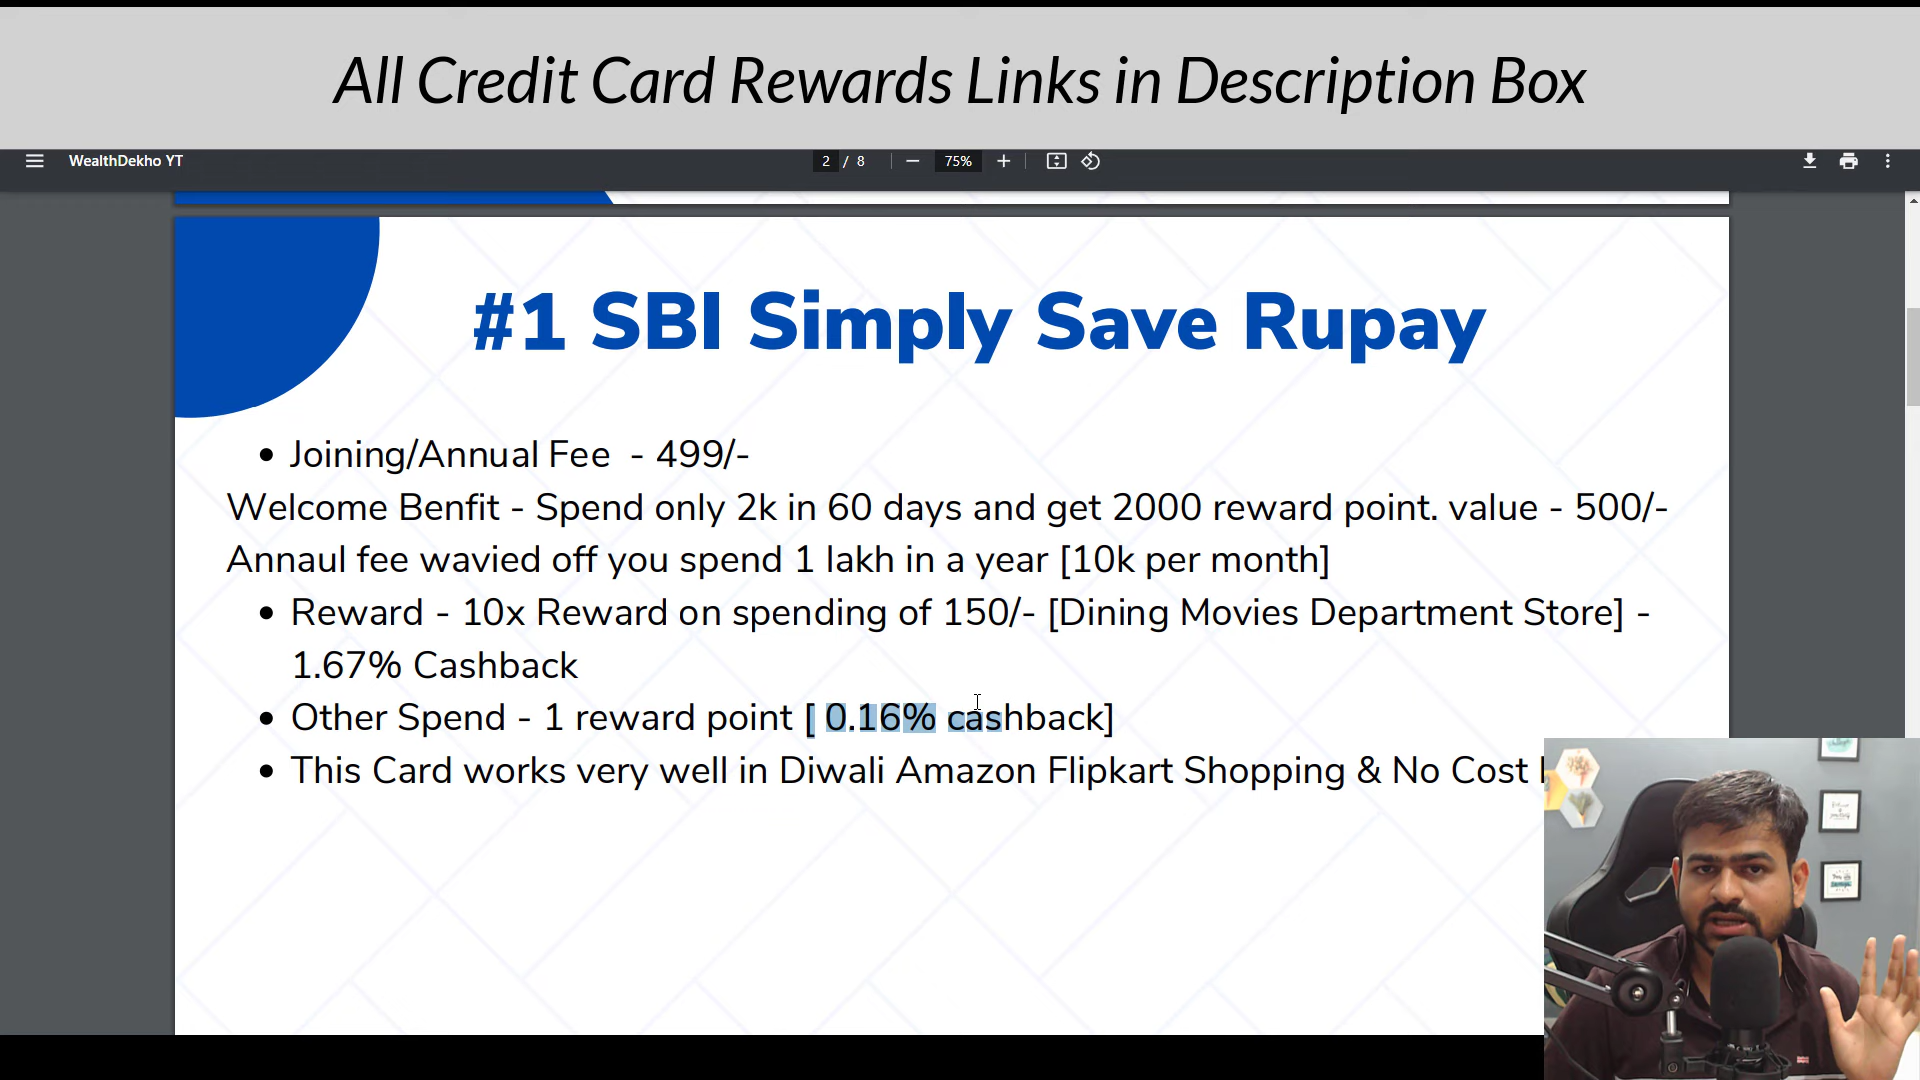 All Credit Card Rewards Links in Description Box
WealthDekho YT
2 / 8
75%
#1 SBI Simply Save Rupay
Joining/Annual Fee - 499/-
Welcome Benfit - Spend only 2k in 60 days and get 2000 reward point. value - 500/-
Annaul fee wavied off you spend 1 lakh in a year [10k per month]
Reward - 10x Reward on spending of 150/- [Dining Movies Department Store] -
1.67% Cashback
Other Spend - 1 reward point [ 0.16% cashback]
This Card works very well in Diwali Amazon Flipkart Shopping & No Cost